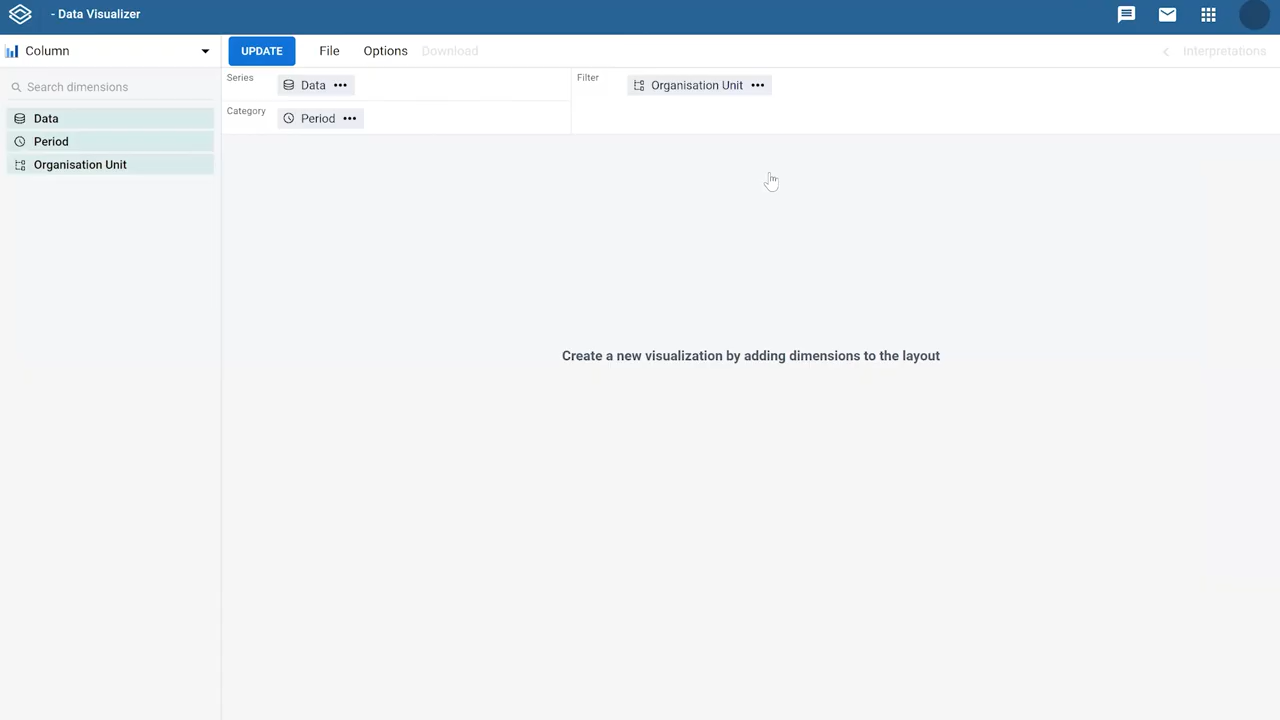 - Data Visualizer
Column
UPDATE
File
Options
Download
Interpretations
Search dimensions
Data
Period
Organisation Unit
Series
Data
Filter
Organisation Unit
Category
Period
Create a new visualization by adding dimensions to the layout